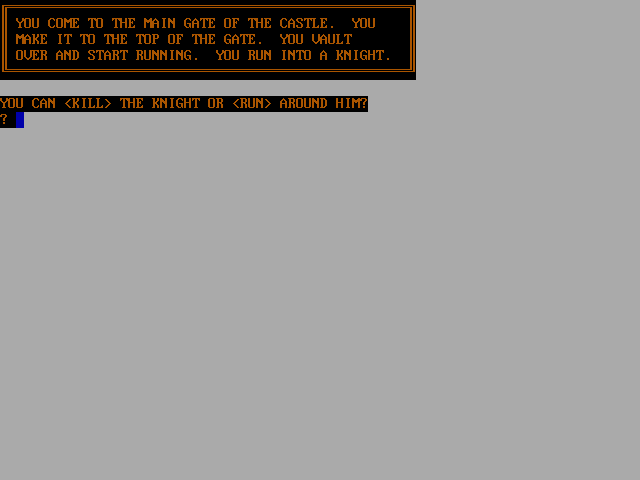 YOU COME TO THE MAIN GATE OF THE CASTLE.  YOU
MAKE IT TO THE TOP OF THE GATE.  YOU VAULT
OVER AND START RUNNING.  YOU RUN INTO A KNIGHT.
YOU CAN <KILL> THE KNIGHT OR <RUN> AROUND HIM?
?